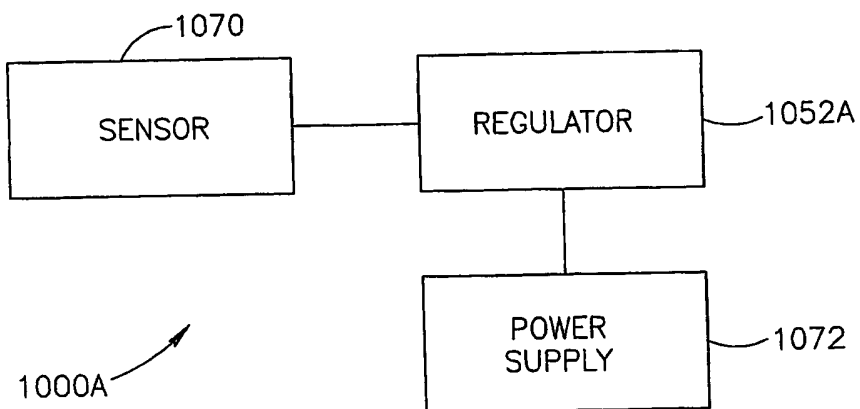 1070
SENSOR
REGULATOR
1052A
POWER
SUPPLY
1072
1000A